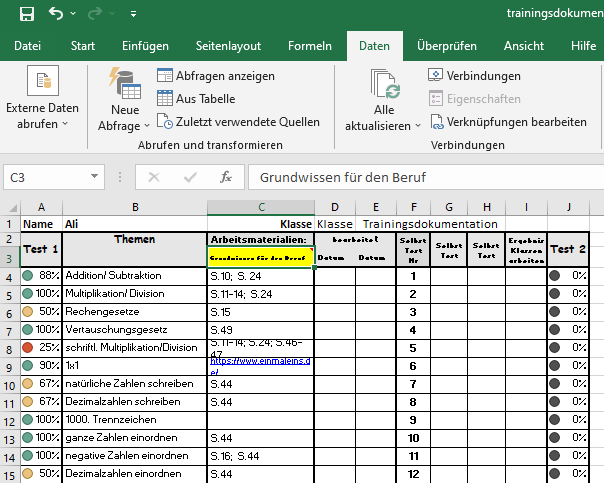 trainingsdokumen
Datei Start Einfügen Seitenlayout Formeln Daten Überprüfen Ansicht Hilfe
Externe Daten abrufen
Neue Abfrage
Abfragen anzeigen
Aus Tabelle
Zuletzt verwendete Quellen
Abrufen und transformieren
Alle aktualisieren
Verbindungen
Eigenschaften
Verknüpfungen bearbeiten
Verbindungen
C3 fx Grundwissen für den Beruf
A B C D E F G H I J
1 Name Ali Klasse Klasse Trainingsdokumentation
2 Test 1 Themen Arbeitsmaterialien: bearbeitet Selbst Test Nr Selbst Test Selbst Test Ergebnis Klassen arbeiten Test 2
3 Grundwissen für den Beruf Datum Datum
4 88% Addition/ Subtraktion S.10; S. 24 1 0%
5 100% Multiplikation/ Division S.11-14; S.24 2 0%
6 50% Rechengesetze S.15 3 0%
7 100% Vertauschungsgesetz S.49 4 0%
8 25% schriftl. Multiplikation/Division S.11-14; S.24; S.46-47 5 0%
9 90% 1x1 https://www.einmaleins.de/ 6 0%
10 67% natürliche Zahlen schreiben S.44 7 0%
11 67% Dezimalzahlen schreiben S.44 8 0%
12 100% 1000. Trennzeichen 9 0%
13 100% ganze Zahlen einordnen S.44 10 0%
14 100% negative Zahlen einordnen S.16; S.44 11 0%
15 50% Dezimalzahlen einordnen S.44 12 0%